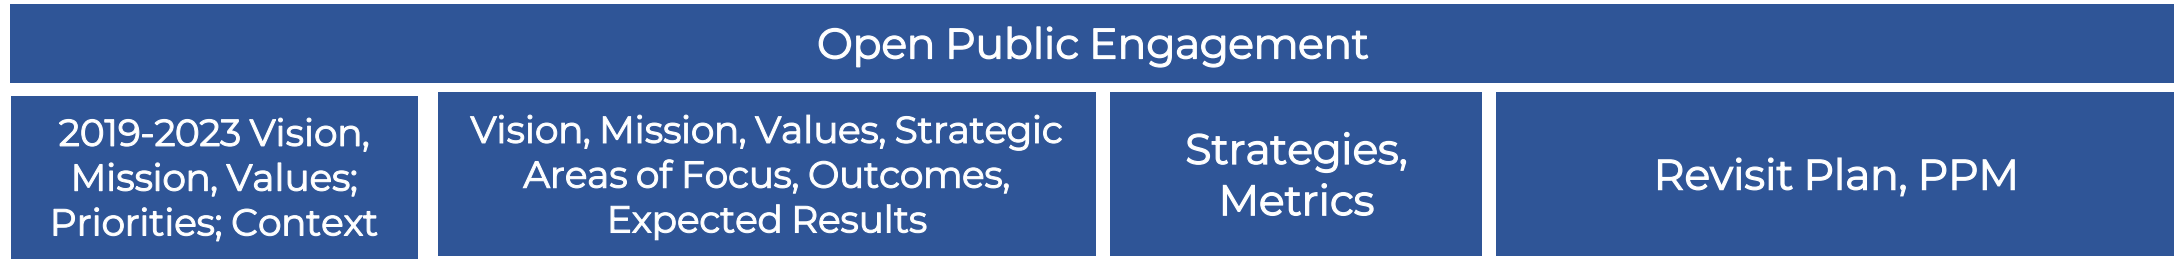 Open Public Engagement
2019-2023 Vision,
Mission, Values;
Priorities; Context
Vision, Mission, Values, Strategic
Areas of Focus, Outcomes,
Expected Results
Strategies,
Metrics
Revisit Plan, PPM